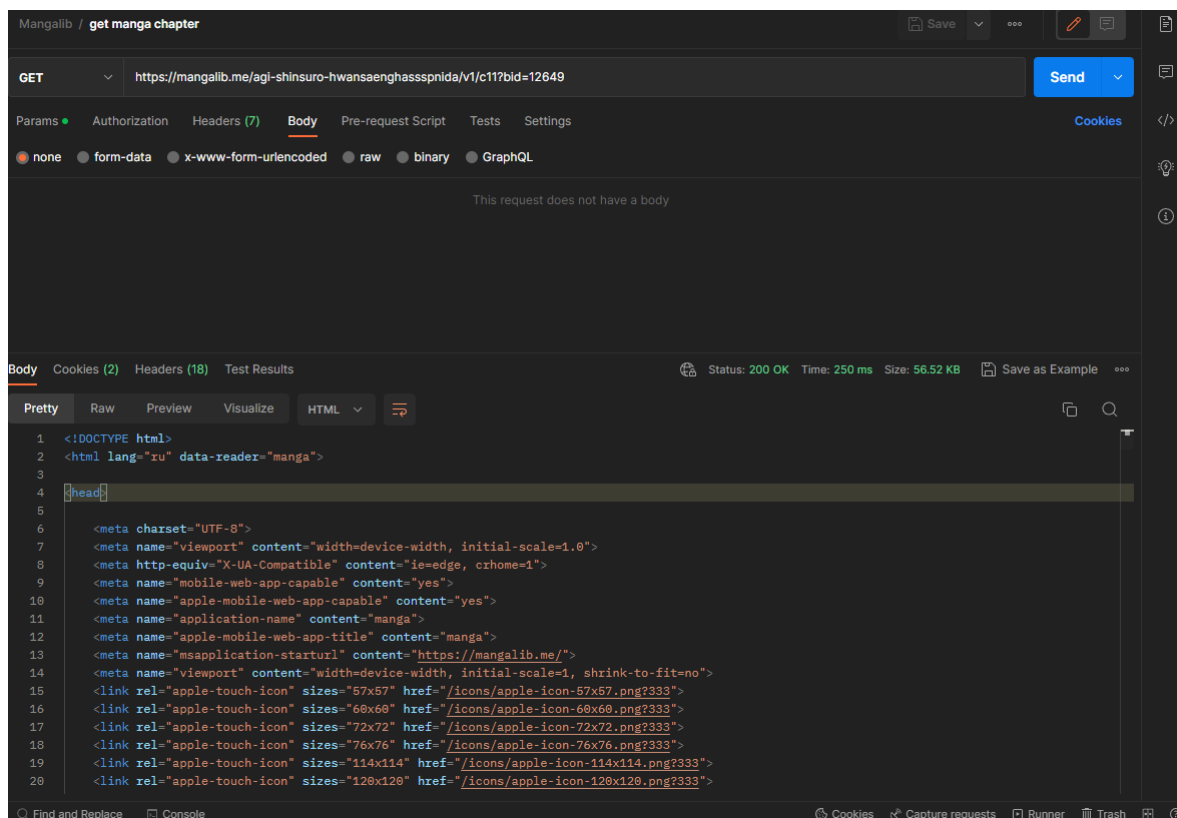 Mangalib / get manga chapter
Save
GET
https://mangalib.me/agi-shinsuro-hwansaenghassspnida/v1/c11?bid=12649
Send
Params Authorization Headers (7) Body Pre-request Script Tests Settings Cookies
none form-data x-www-form-urlencoded raw binary GraphQL
This request does not have a body
Body Cookies (2) Headers (18) Test Results Status: 200 OK Time: 250 ms Size: 56.52 KB Save as Example
Pretty Raw Preview Visualize HTML
1 <!DOCTYPE html>
2 <html lang="ru" data-reader="manga">
3
4 <head>
5
6 <meta charset="UTF-8">
7 <meta name="viewport" content="width=device-width, initial-scale=1.0">
8 <meta http-equiv="X-UA-Compatible" content="ie=edge, crhome=1">
9 <meta name="mobile-web-app-capable" content="yes">
10 <meta name="apple-mobile-web-app-capable" content="yes">
11 <meta name="application-name" content="manga">
12 <meta name="apple-mobile-web-app-title" content="manga">
13 <meta name="msapplication-starturl" content="https://mangalib.me/">
14 <meta name="viewport" content="width=device-width, initial-scale=1, shrink-to-fit=no">
15 <link rel="apple-touch-icon" sizes="57x57" href="/icons/apple-icon-57x57.png?333">
16 <link rel="apple-touch-icon" sizes="60x60" href="/icons/apple-icon-60x60.png?333">
17 <link rel="apple-touch-icon" sizes="72x72" href="/icons/apple-icon-72x72.png?333">
18 <link rel="apple-touch-icon" sizes="76x76" href="/icons/apple-icon-76x76.png?333">
19 <link rel="apple-touch-icon" sizes="114x114" href="/icons/apple-icon-114x114.png?333">
20 <link rel="apple-touch-icon" sizes="120x120" href="/icons/apple-icon-120x120.png?333">
Find and Replace Console Cookies Capture requests Runner Trash